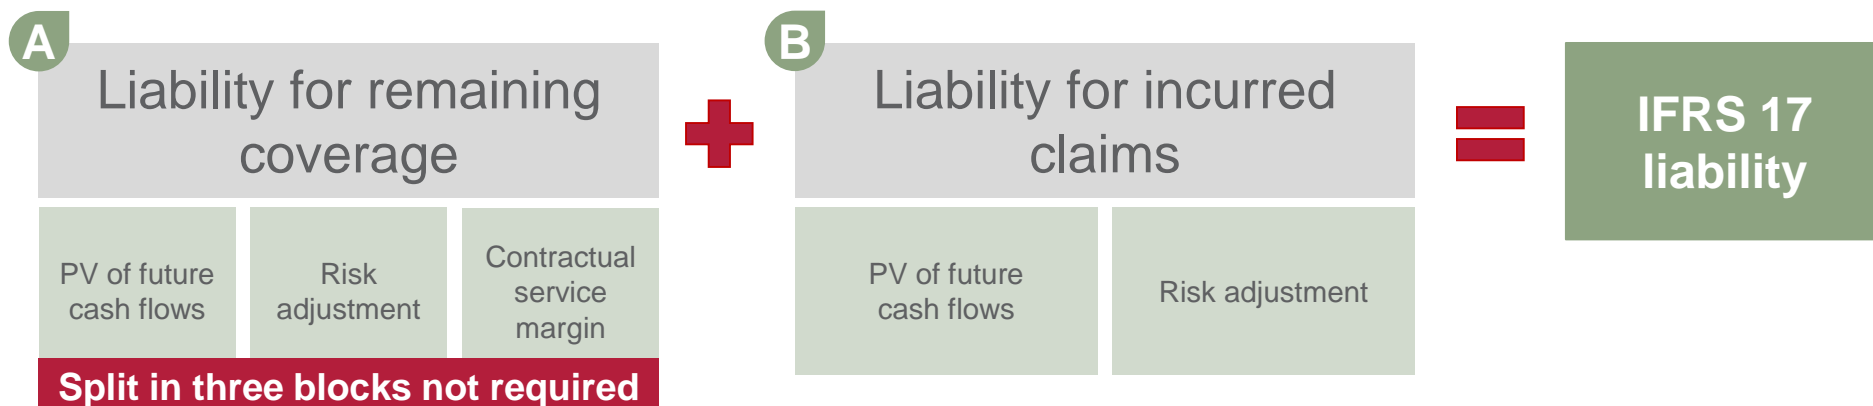 A
Liability for remaining
coverage
PV of future
cash flows
Risk
adjustment
Contractual
service
margin
Split in three blocks not required
B
Liability for incurred
claims
PV of future
cash flows
Risk adjustment
IFRS 17
liability